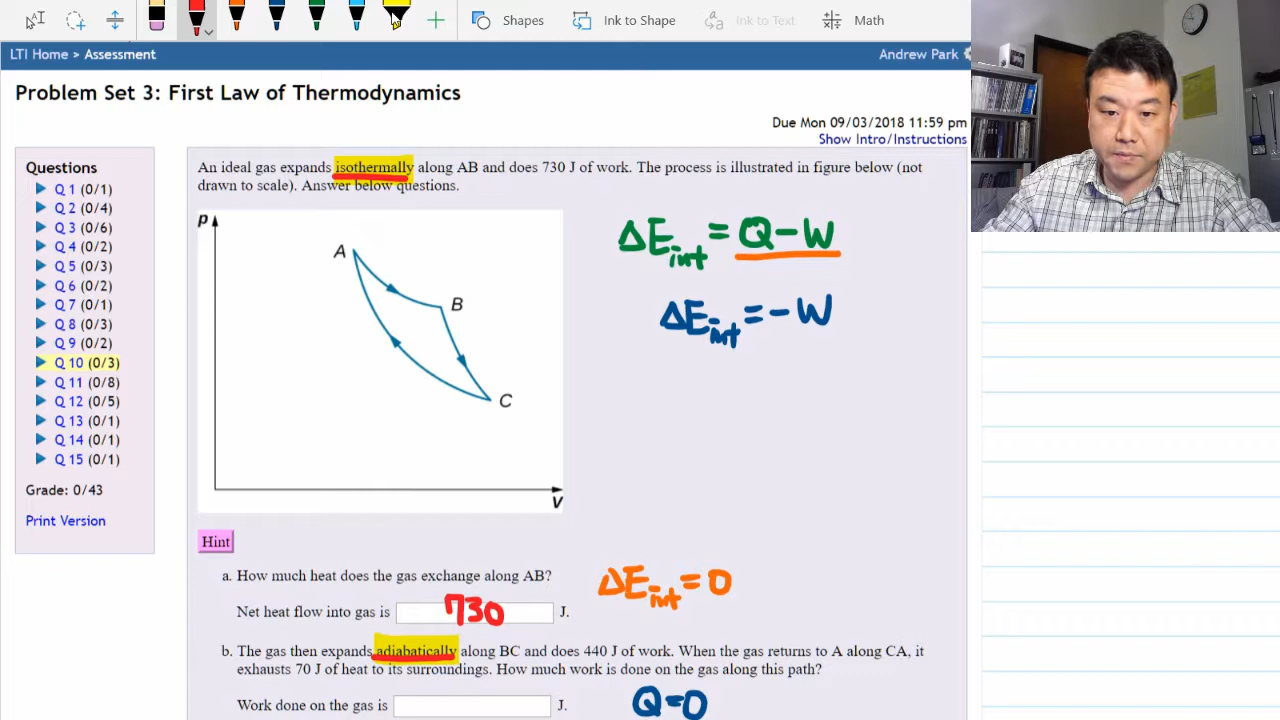 Shapes
Ink to Shape
Ink to Text
Math
LTI Home > Assessment
Andrew Park
Problem Set 3: First Law of Thermodynamics
Due Mon 09/03/2018 11:59 pm
Show Intro/Instructions
Questions
Q 1 (0/1)
Q 2 (0/4)
Q 3 (0/6)
Q 4 (0/2)
Q 5 (0/3)
Q 6 (0/2)
Q 7 (0/1)
Q 8 (0/3)
Q 9 (0/2)
Q 10 (0/3)
Q 11 (0/8)
Q 12 (0/5)
Q 13 (0/1)
Q 14 (0/1)
Q 15 (0/1)
Grade: 0/43
Print Version
An ideal gas expands isothermally along AB and does 730 J of work. The process is illustrated in figure below (not
drawn to scale). Answer below questions.
P
A
B
C
V
ΔE_int = Q - W
ΔE_int = - W
Hint
a. How much heat does the gas exchange along AB?
ΔE_int = 0
Net heat flow into gas is 730 J.
b. The gas then expands adiabatically along BC and does 440 J of work. When the gas returns to A along CA, it
exhausts 70 J of heat to its surroundings. How much work is done on the gas along this path?
Work done on the gas is J.
Q=0